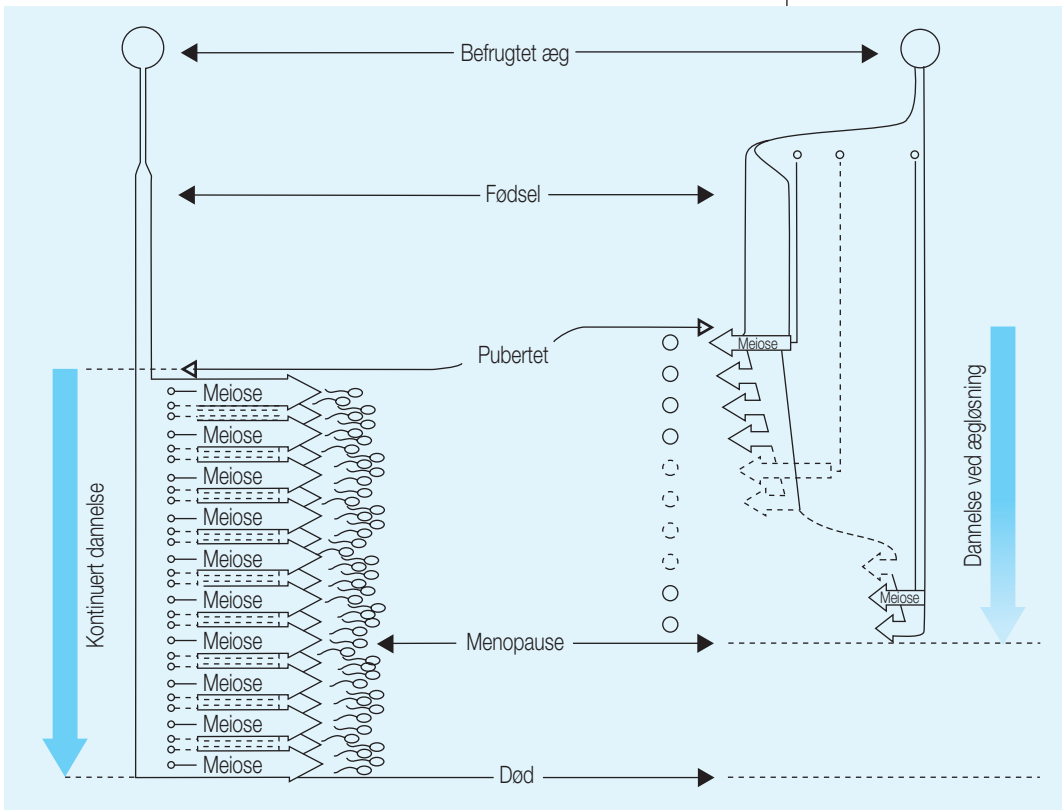 Befrugtet æg
Fødsel
Pubertet
Meiose
Meiose
Meiose
Meiose
Meiose
Meiose
Meiose
Meiose
Meiose
Meiose
Meiose
Meiose
Kontinuert dannelse
Dannelse ved ægløsning
Menopause
Død